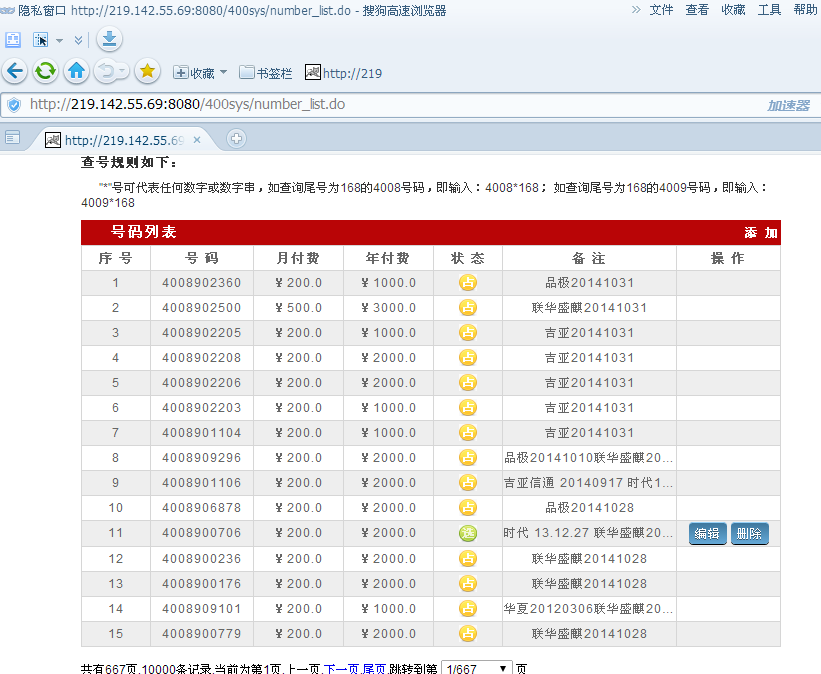 隐私窗口 http://219.142.55.69:8080/400sys/number_list.do - 搜狗高速浏览器 文件 查看 收藏 工具 帮助
收藏 书签栏 http://219
http://219.142.55.69:8080/400sys/number_list.do 加速器
http://219.142.55.69
查号规则如下：
"*"号可代表任何数字或数字串，如查询尾号为168的4008号码，即输入：4008*168； 如查询尾号为168的4009号码，即输入：
4009*168
号码列表 添 加
序 号 号 码 月付费 年付费 状 态 备 注 操 作
1 4008902360 ¥ 200.0 ¥ 1000.0 占 品极20141031
2 4008902500 ¥ 500.0 ¥ 3000.0 占 联华盛麒20141031
3 4008902205 ¥ 200.0 ¥ 1000.0 占 吉亚20141031
4 4008902208 ¥ 200.0 ¥ 2000.0 占 吉亚20141031
5 4008902206 ¥ 200.0 ¥ 2000.0 占 吉亚20141031
6 4008902203 ¥ 200.0 ¥ 1000.0 占 吉亚20141031
7 4008901104 ¥ 200.0 ¥ 1000.0 占 吉亚20141031
8 4008909296 ¥ 200.0 ¥ 2000.0 占 品极20141010联华盛麒20...
9 4008901106 ¥ 200.0 ¥ 2000.0 占 吉亚信通 20140917 时代1...
10 4008906878 ¥ 200.0 ¥ 2000.0 占 品极20141028
11 4008900706 ¥ 200.0 ¥ 2000.0 选 时代 13.12.27 联华盛麒20... 编辑 删除
12 4008900236 ¥ 200.0 ¥ 2000.0 占 联华盛麒20141028
13 4008900176 ¥ 200.0 ¥ 2000.0 占 联华盛麒20141028
14 4008909101 ¥ 200.0 ¥ 1000.0 占 华夏20120306联华盛麒20...
15 4008900779 ¥ 200.0 ¥ 2000.0 占 联华盛麒20141028
共有667页,10000条记录,当前为第1页,上一页,下一页,尾页,跳转到第 1/667 页